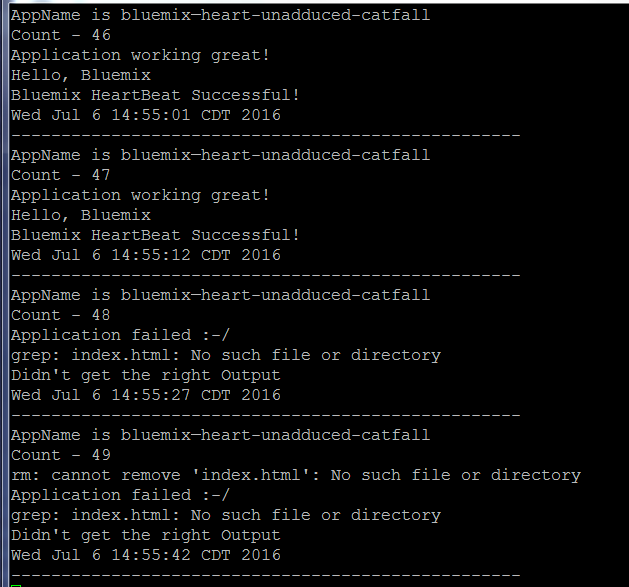 AppName is bluemix—heart-unadduced-catfall
Count - 46
Application working great!
Hello, Bluemix
Bluemix HeartBeat Successful!
Wed Jul 6 14:55:01 CDT 2016
---------------------------------------------------
AppName is bluemix—heart-unadduced-catfall
Count - 47
Application working great!
Hello, Bluemix
Bluemix HeartBeat Successful!
Wed Jul 6 14:55:12 CDT 2016
---------------------------------------------------
AppName is bluemix—heart-unadduced-catfall
Count - 48
Application failed :-/
grep: index.html: No such file or directory
Didn't get the right Output
Wed Jul 6 14:55:27 CDT 2016
---------------------------------------------------
AppName is bluemix—heart-unadduced-catfall
Count - 49
rm: cannot remove 'index.html': No such file or directory
Application failed :-/
grep: index.html: No such file or directory
Didn't get the right Output
Wed Jul 6 14:55:42 CDT 2016
---------------------------------------------------